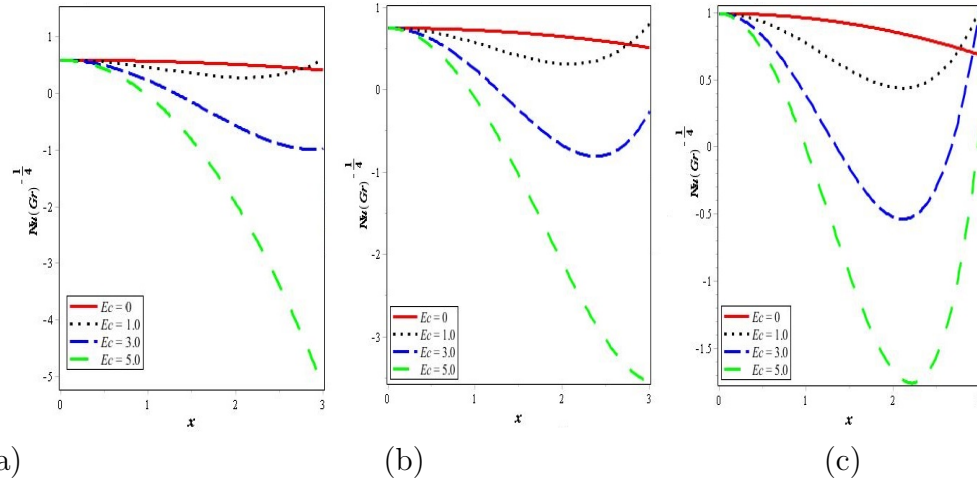 1
0
-1
-2
-3
-4
-5
Nu(Gr)^{-\frac{1}{4}}
Ec = 0
Ec = 1.0
Ec = 3.0
Ec = 5.0
0 1 2 3
x
a)
1
0
-1
-2
-3
Nu(Gr)^{-\frac{1}{4}}
Ec = 0
Ec = 1.0
Ec = 3.0
Ec = 5.0
0 1 2 3
x
(b)
1
0.5
0
-0.5
-1
-1.5
Nu(Gr)^{-\frac{1}{4}}
Ec = 0
Ec = 1.0
Ec = 3.0
Ec = 5.0
0 1 2
x
(c)